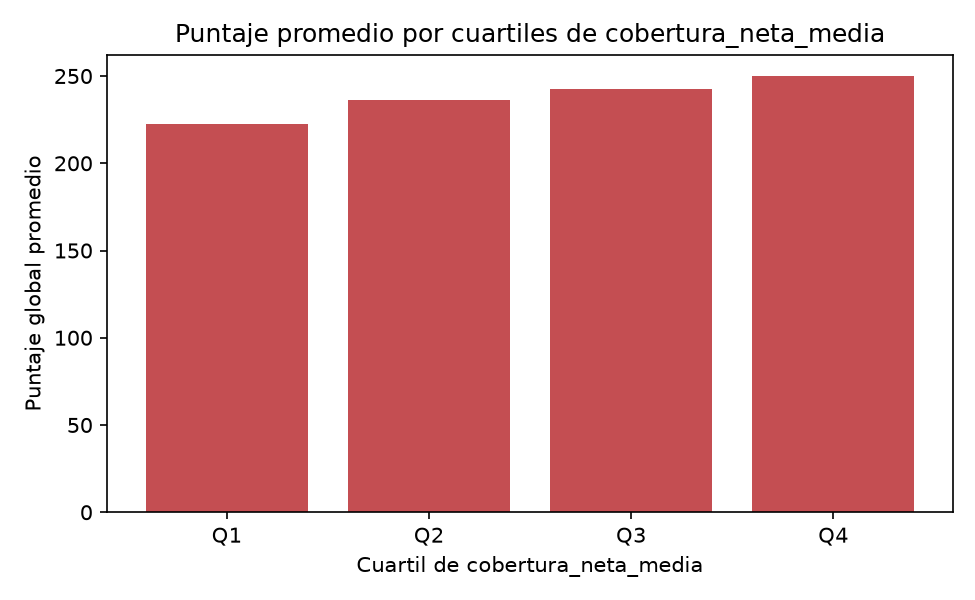 Puntaje promedio por cuartiles de cobertura_neta_media
Puntaje global promedio
250
200
150
100
50
0
Q1 Q2 Q3 Q4
Cuartil de cobertura_neta_media